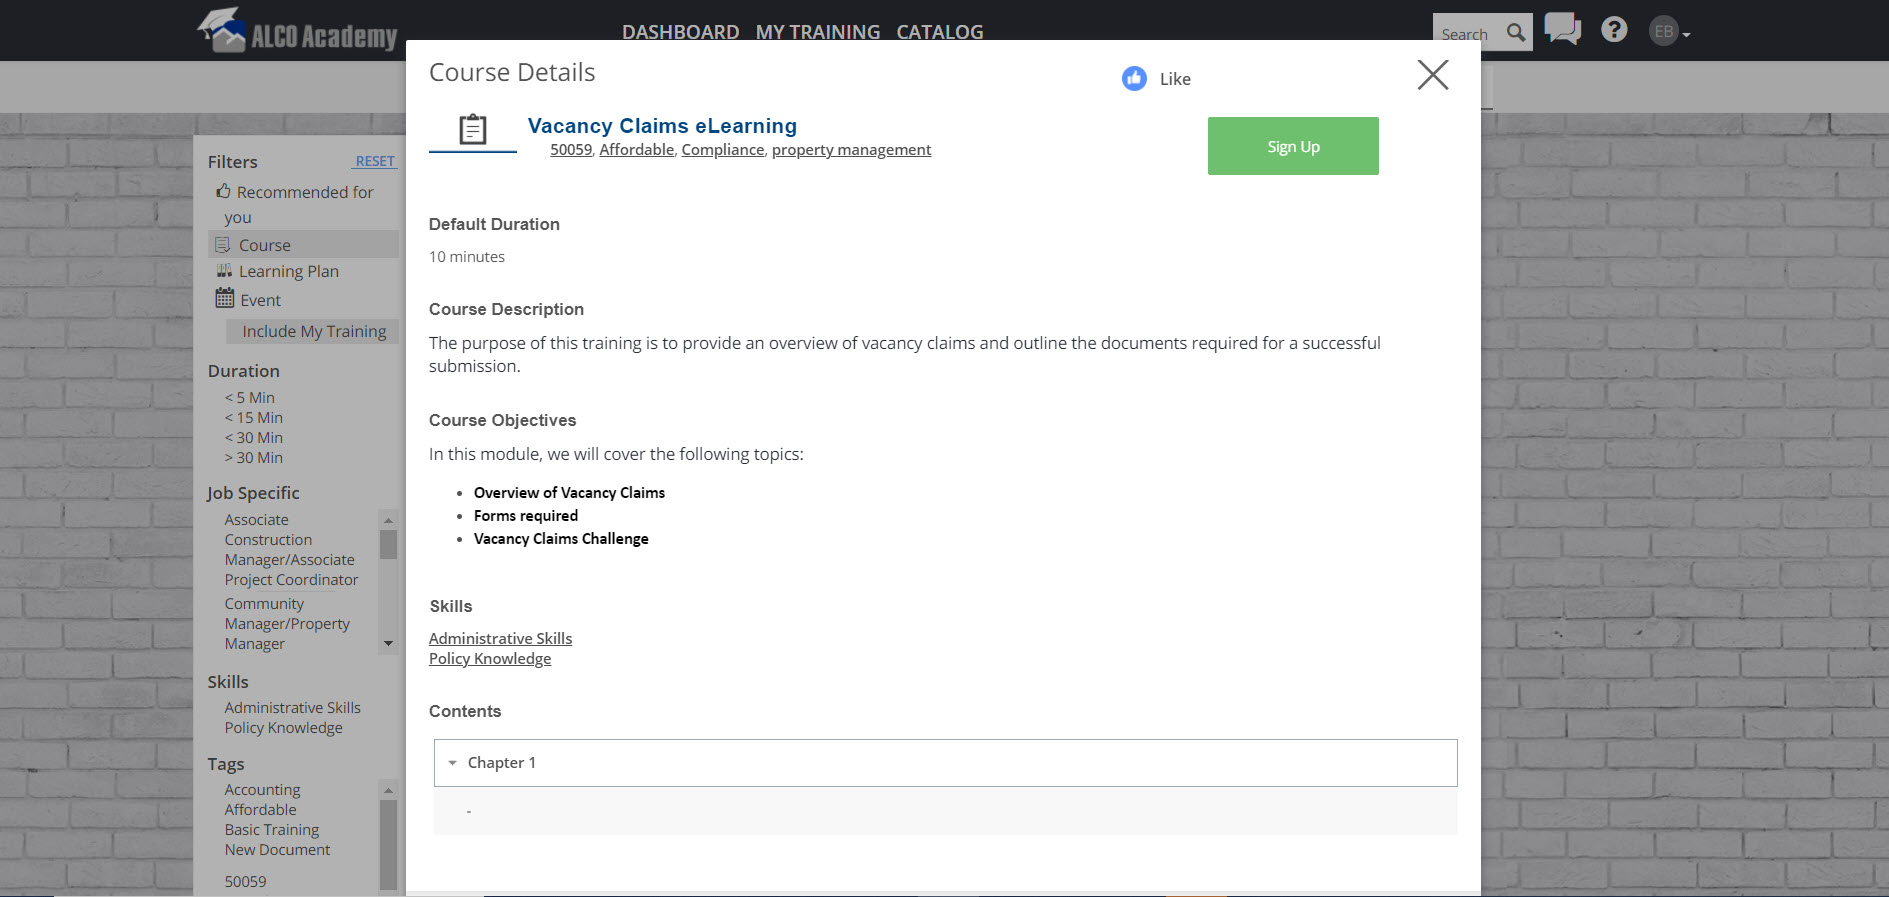 ALCO Academy
DASHBOARD MY TRAINING CATALOG
Search
?
EB
Course Details
Like
Vacancy Claims eLearning
50059, Affordable, Compliance, property management
Sign Up
Filters
RESET
Recommended for
you
Course
Learning Plan
Event
Include My Training
Duration
< 5 Min
< 15 Min
< 30 Min
> 30 Min
Job Specific
Associate
Construction
Manager/Associate
Project Coordinator
Community
Manager/Property
Manager
Skills
Administrative Skills
Policy Knowledge
Tags
Accounting
Affordable
Basic Training
New Document
50059
Default Duration
10 minutes
Course Description
The purpose of this training is to provide an overview of vacancy claims and outline the documents required for a successful
submission.
Course Objectives
In this module, we will cover the following topics:
• Overview of Vacancy Claims
• Forms required
• Vacancy Claims Challenge
Skills
Administrative Skills
Policy Knowledge
Contents
Chapter 1
-